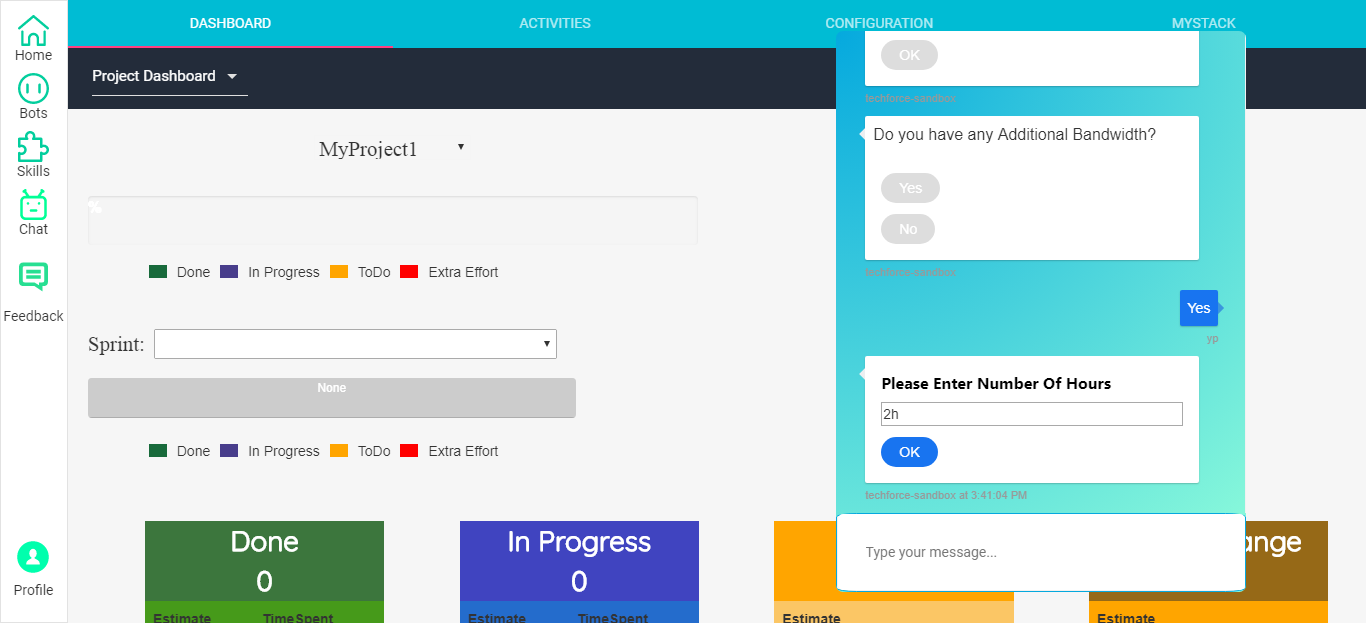 DASHBOARD
ACTIVITIES
CONFIGURATION
MYSTACK
Home
Bots
Skills
Chat
Feedback
Profile
Project Dashboard
MyProject1
%
Done In Progress ToDo Extra Effort
Sprint:
None
Done In Progress ToDo Extra Effort
Done
0
Estimate TimeSpent
In Progress
0
Estimate TimeSpent
Estimate
Estimate
OK
techforce-sandbox
Do you have any Additional Bandwidth?
Yes
No
techforce-sandbox
Yes
yp
Please Enter Number Of Hours
2h
OK
techforce-sandbox at 3:41:04 PM
Type your message...